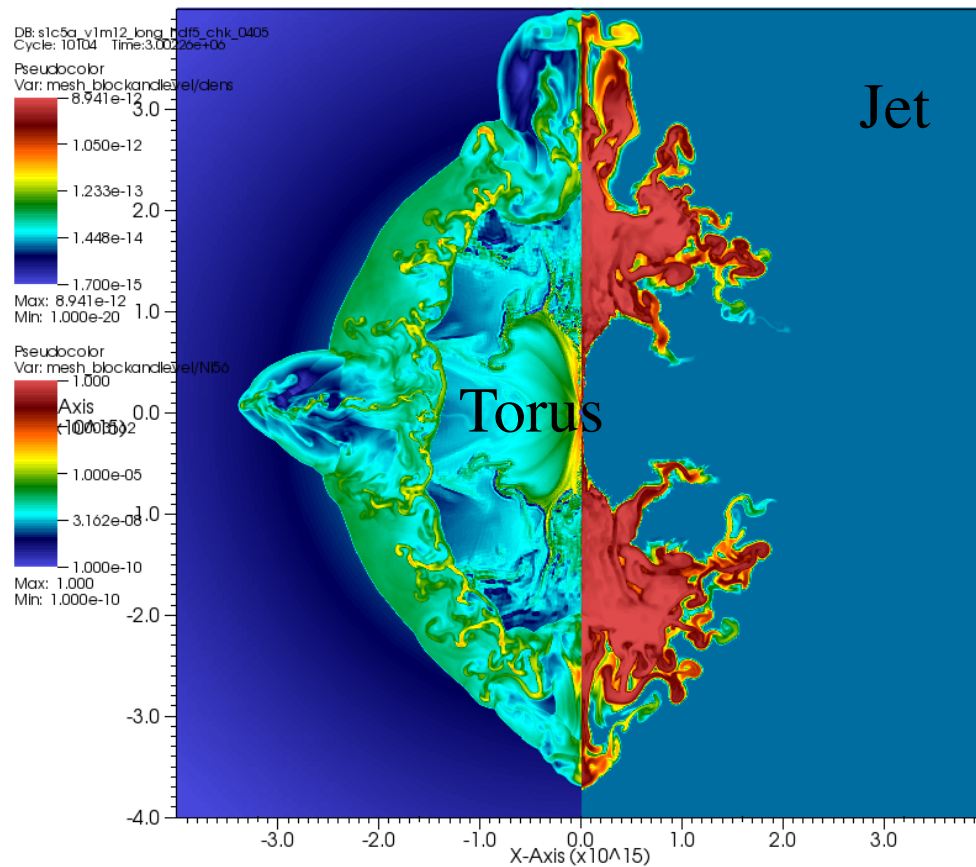 DB: s1c5a_v1m12_long_hdf5_chk_0405
Cycle: 10104 Time:3.00226e+06
Pseudocolor
Var: mesh_blockandlevel/dens
8.941e-12
1.050e-12
1.233e-13
1.448e-14
1.700e-15
Max: 8.941e-12
Min: 1.000e-20
Pseudocolor
Var: mesh_blockandlevel/NI56
1.000
1.000e-05
3.162e-08
1.000e-10
Max: 1.000
Min: 1.000e-10
Axis
Jet
Torus
3.0
2.0
1.0
0.0
-1.0
-2.0
-3.0
-4.0
-3.0
-2.0
-1.0
0.0
1.0
2.0
3.0
X-Axis (x10^15)